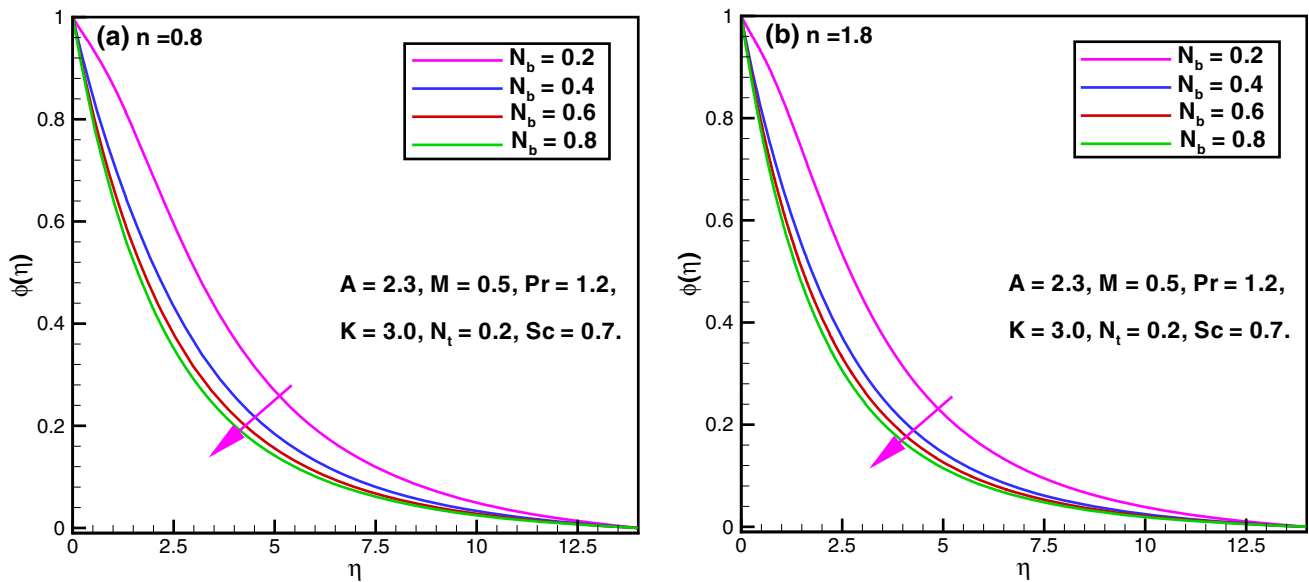 (a) n =0.8
N_b = 0.2
N_b = 0.4
N_b = 0.6
N_b = 0.8
A = 2.3, M = 0.5, Pr = 1.2,
K = 3.0, N_t = 0.2, Sc = 0.7.
ϕ(η)
1
0.8
0.6
0.4
0.2
0
0 2.5 5 7.5 10 12.5
η
(b) n =1.8
N_b = 0.2
N_b = 0.4
N_b = 0.6
N_b = 0.8
A = 2.3, M = 0.5, Pr = 1.2,
K = 3.0, N_t = 0.2, Sc = 0.7.
ϕ(η)
1
0.8
0.6
0.4
0.2
0
0 2.5 5 7.5 10 12.5
η